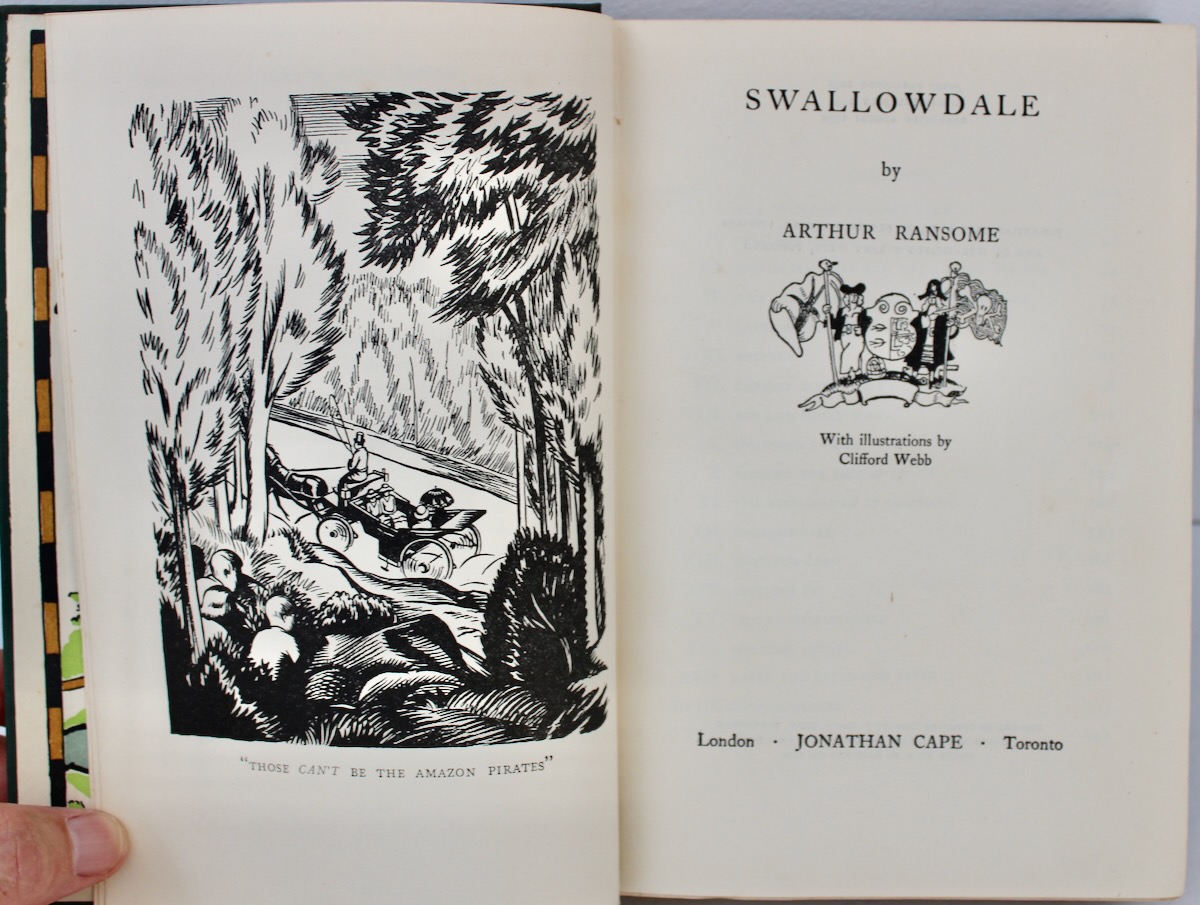 "THOSE CAN'T BE THE AMAZON PIRATES"
SWALLOWDALE
by
ARTHUR RANSOME
With illustrations by
Clifford Webb
London · JONATHAN CAPE · Toronto